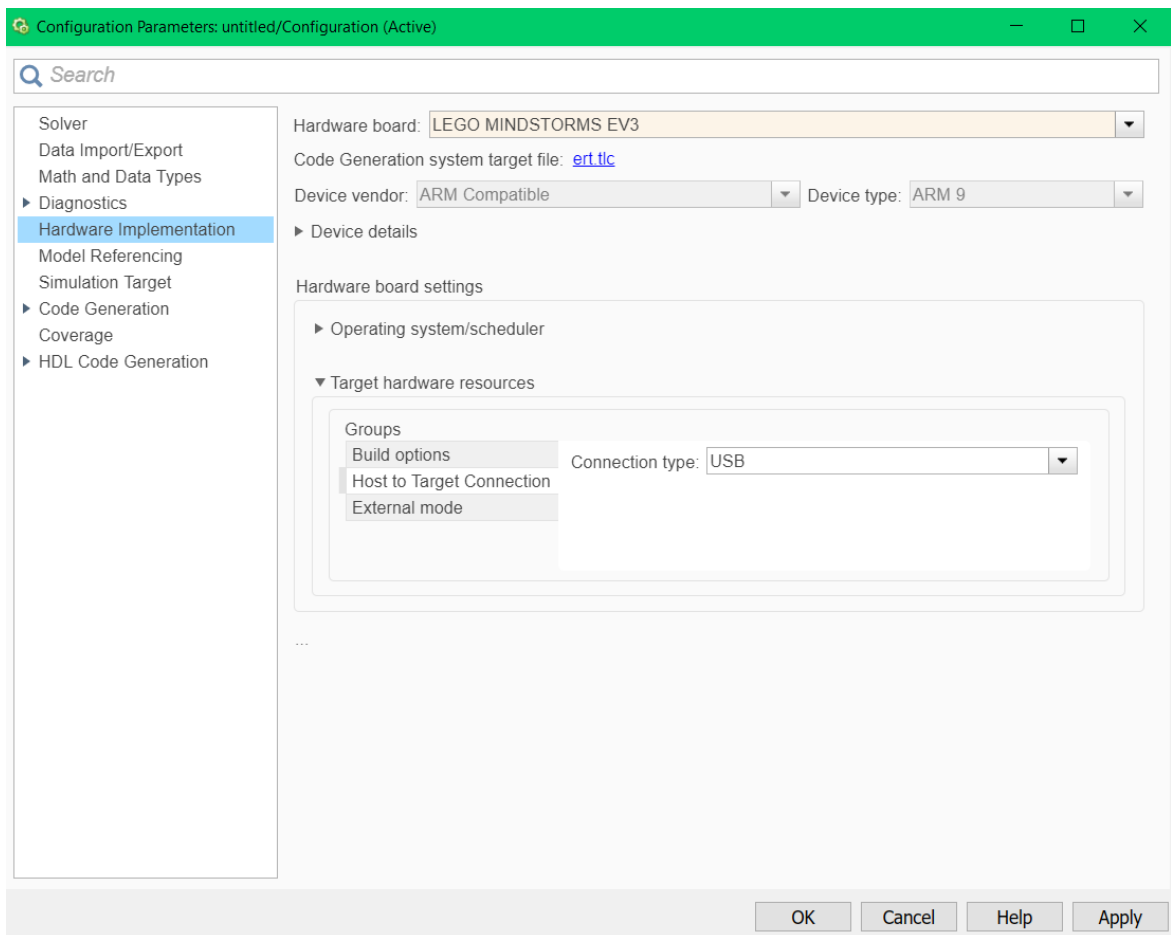 Configuration Parameters: untitled/Configuration (Active)
Search
Solver
Data Import/Export
Math and Data Types
Diagnostics
Hardware Implementation
Model Referencing
Simulation Target
Code Generation
Coverage
HDL Code Generation
Hardware board: LEGO MINDSTORMS EV3
Code Generation system target file: ert.tlc
Device vendor: ARM Compatible Device type: ARM 9
Device details
Hardware board settings
Operating system/scheduler
Target hardware resources
Groups
Build options
Host to Target Connection
External mode
Connection type: USB
...
OK Cancel Help Apply